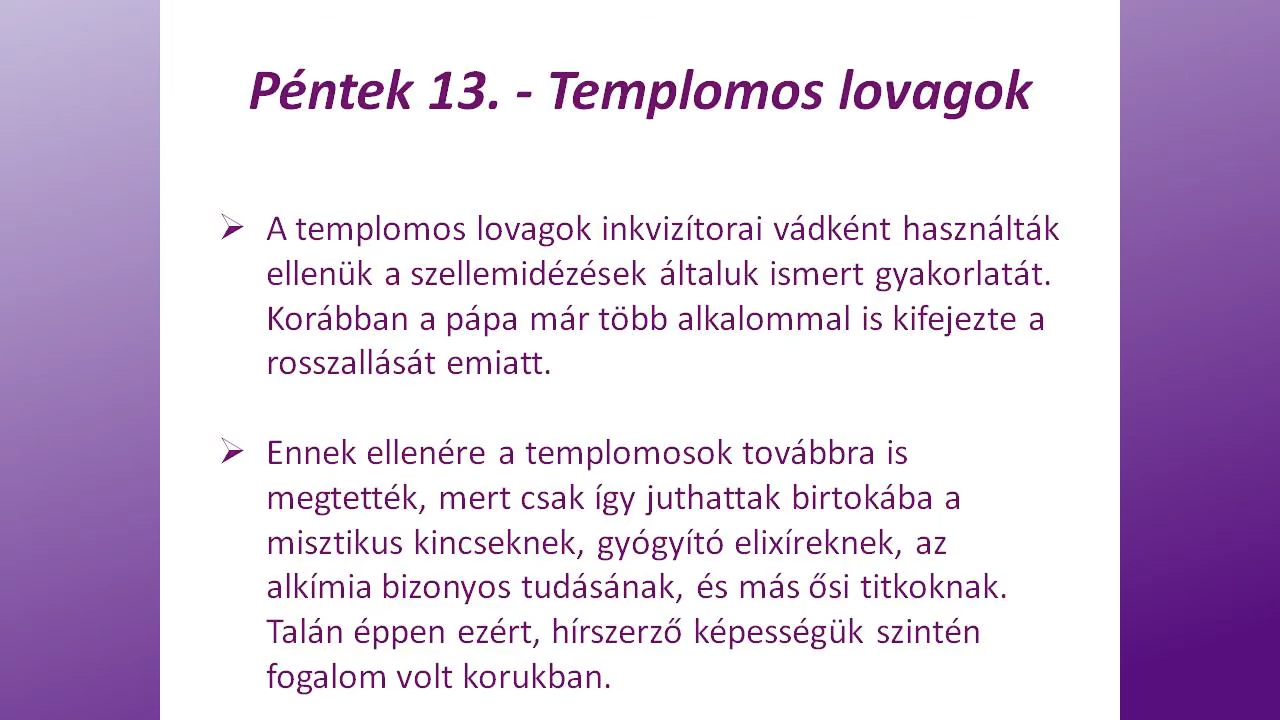 Péntek 13. - Templomos lovagok
A templomos lovagok inkvizítorai vádként használták
ellenük a szellemidézések általuk ismert gyakorlatát.
Korábban a pápa már több alkalommal is kifejezte a
rosszallását emiatt.
Ennek ellenére a templomosok továbbra is
megtették, mert csak így juthattak birtokába a
misztikus kincseknek, gyógyító elixíreknek, az
alkímia bizonyos tudásának, és más ősi titkoknak.
Talán éppen ezért, hírszerző képességük szintén
fogalom volt korukban.